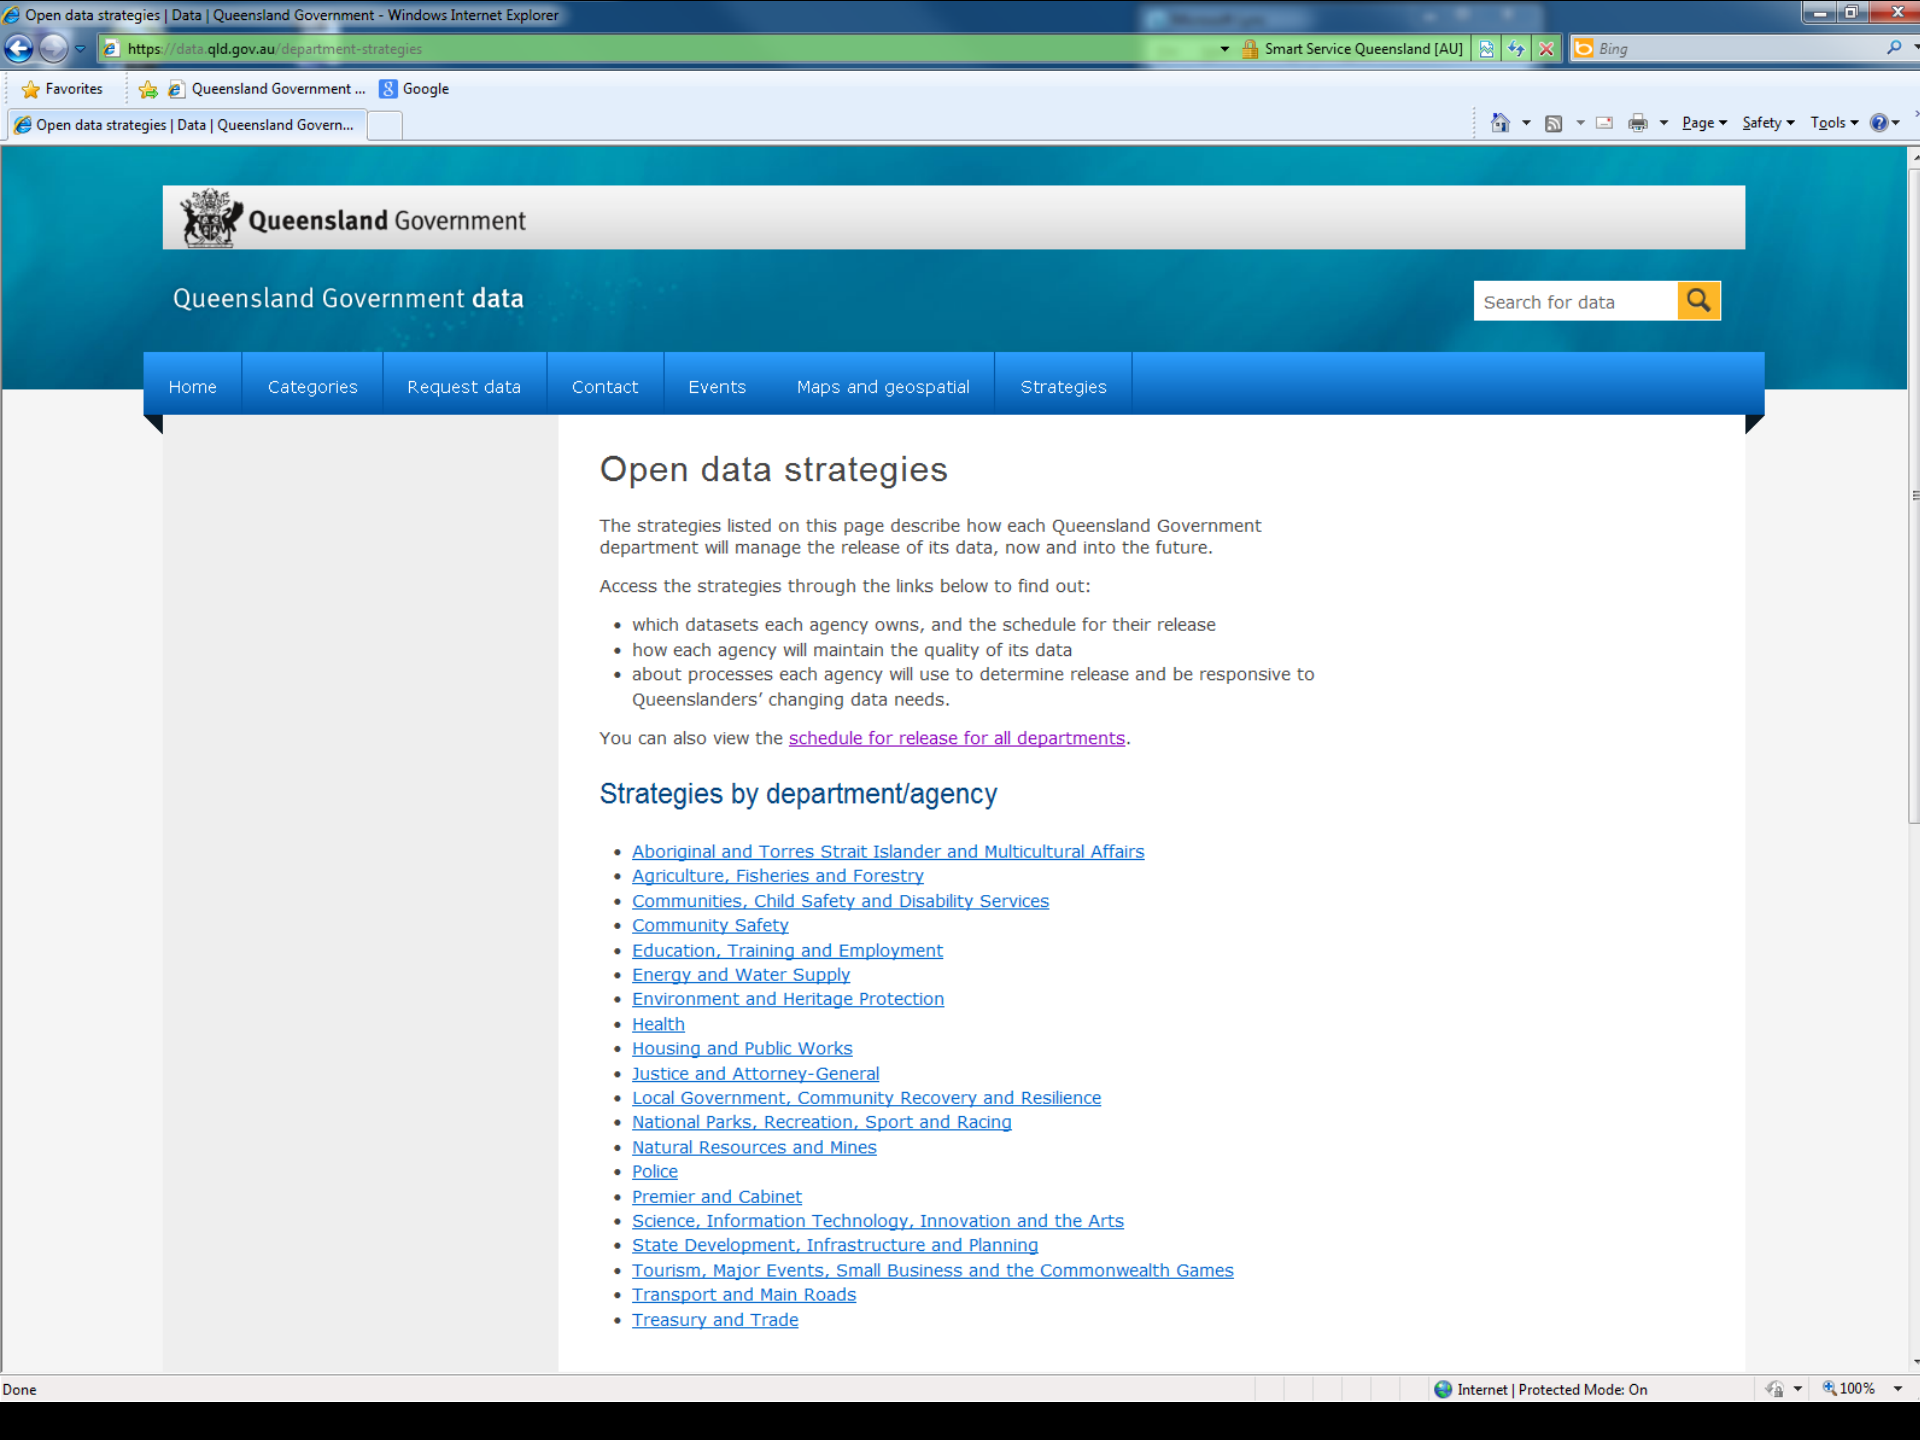 Open data strategies | Data | Queensland Government - Windows Internet Explorer
https://data.qld.gov.au/department-strategies
Smart Service Queensland [AU]
Bing
Favorites
Queensland Government ...
Google
Open data strategies | Data | Queensland Govern...
Page
Safety
Tools
Queensland Government
Queensland Government data
Search for data
Home
Categories
Request data
Contact
Events
Maps and geospatial
Strategies
Open data strategies
The strategies listed on this page describe how each Queensland Government
department will manage the release of its data, now and into the future.
Access the strategies through the links below to find out:
• which datasets each agency owns, and the schedule for their release
• how each agency will maintain the quality of its data
• about processes each agency will use to determine release and be responsive to
Queenslanders’ changing data needs.
You can also view the schedule for release for all departments.
Strategies by department/agency
• Aboriginal and Torres Strait Islander and Multicultural Affairs
• Agriculture, Fisheries and Forestry
• Communities, Child Safety and Disability Services
• Community Safety
• Education, Training and Employment
• Energy and Water Supply
• Environment and Heritage Protection
• Health
• Housing and Public Works
• Justice and Attorney-General
• Local Government, Community Recovery and Resilience
• National Parks, Recreation, Sport and Racing
• Natural Resources and Mines
• Police
• Premier and Cabinet
• Science, Information Technology, Innovation and the Arts
• State Development, Infrastructure and Planning
• Tourism, Major Events, Small Business and the Commonwealth Games
• Transport and Main Roads
• Treasury and Trade
Done
Internet | Protected Mode: On
100%